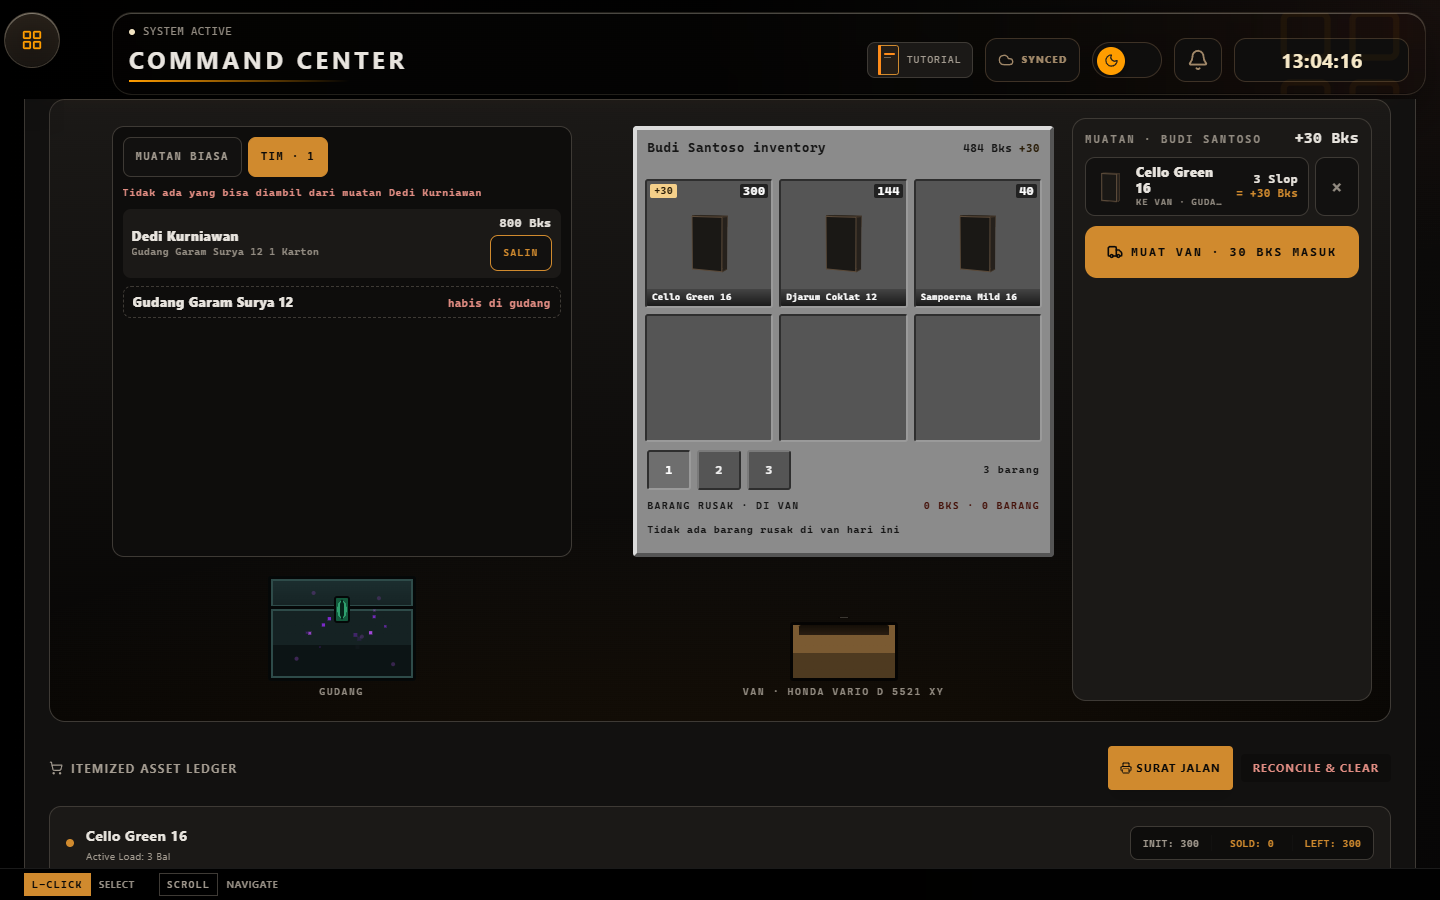 SYSTEM ACTIVE
COMMAND CENTER
TUTORIAL
SYNCED
13:04:16
MUATAN BIASA
TIM · 1
Tidak ada yang bisa diambil dari muatan Dedi Kurniawan
Dedi Kurniawan
Gudang Garam Surya 12 1 Karton
800 Bks
SALIN
Gudang Garam Surya 12
habis di gudang
GUDANG
Budi Santoso inventory
484 Bks +30
+30
300
144
40
Cello Green 16
Djarum Coklat 12
Sampoerna Mild 16
1
2
3
3 barang
BARANG RUSAK · DI VAN
0 BKS · 0 BARANG
Tidak ada barang rusak di van hari ini
VAN · HONDA VARIO D 5521 XY
MUATAN · BUDI SANTOSO
+30 Bks
Cello Green
16
KE VAN · GUDA…
3 Slop
= +30 Bks
×
MUAT VAN · 30 BKS MASUK
ITEMIZED ASSET LEDGER
SURAT JALAN
RECONCILE & CLEAR
Cello Green 16
Active Load: 3 Bal
INIT: 300
SOLD: 0
LEFT: 300
L-CLICK
SELECT
SCROLL
NAVIGATE